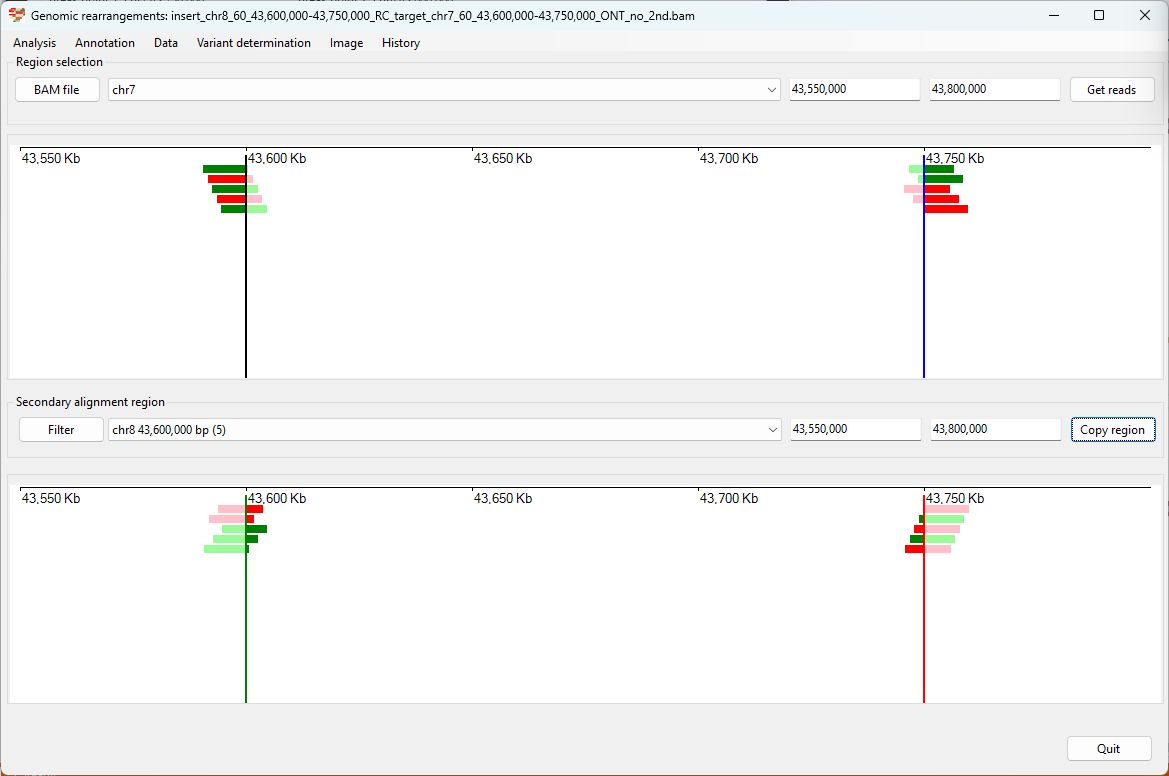 Genomic rearrangements: insert_chr8_60_43,600,000-43,750,000_RC_target_chr7_60_43,600,000-43,750,000_ONT_no_2nd.bam
Analysis Annotation Data Variant determination Image History
Region selection
BAM file chr7 43,550,000 43,800,000 Get reads
43,550 Kb 43,600 Kb 43,650 Kb 43,700 Kb 43,750 Kb
Secondary alignment region
Filter chr8 43,600,000 bp (5) 43,550,000 43,800,000 Copy region
43,550 Kb 43,600 Kb 43,650 Kb 43,700 Kb 43,750 Kb
Quit